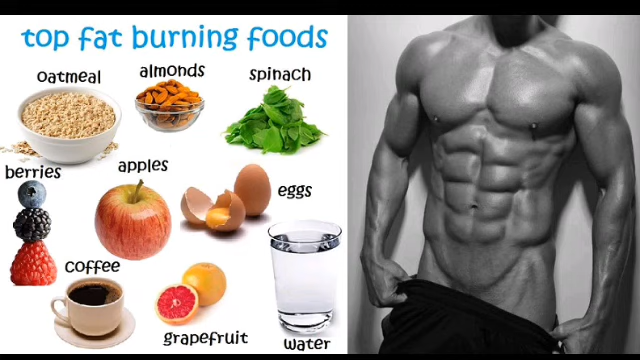 top fat burning foods
oatmeal
almonds
spinach
berries
apples
eggs
coffee
grapefruit
water